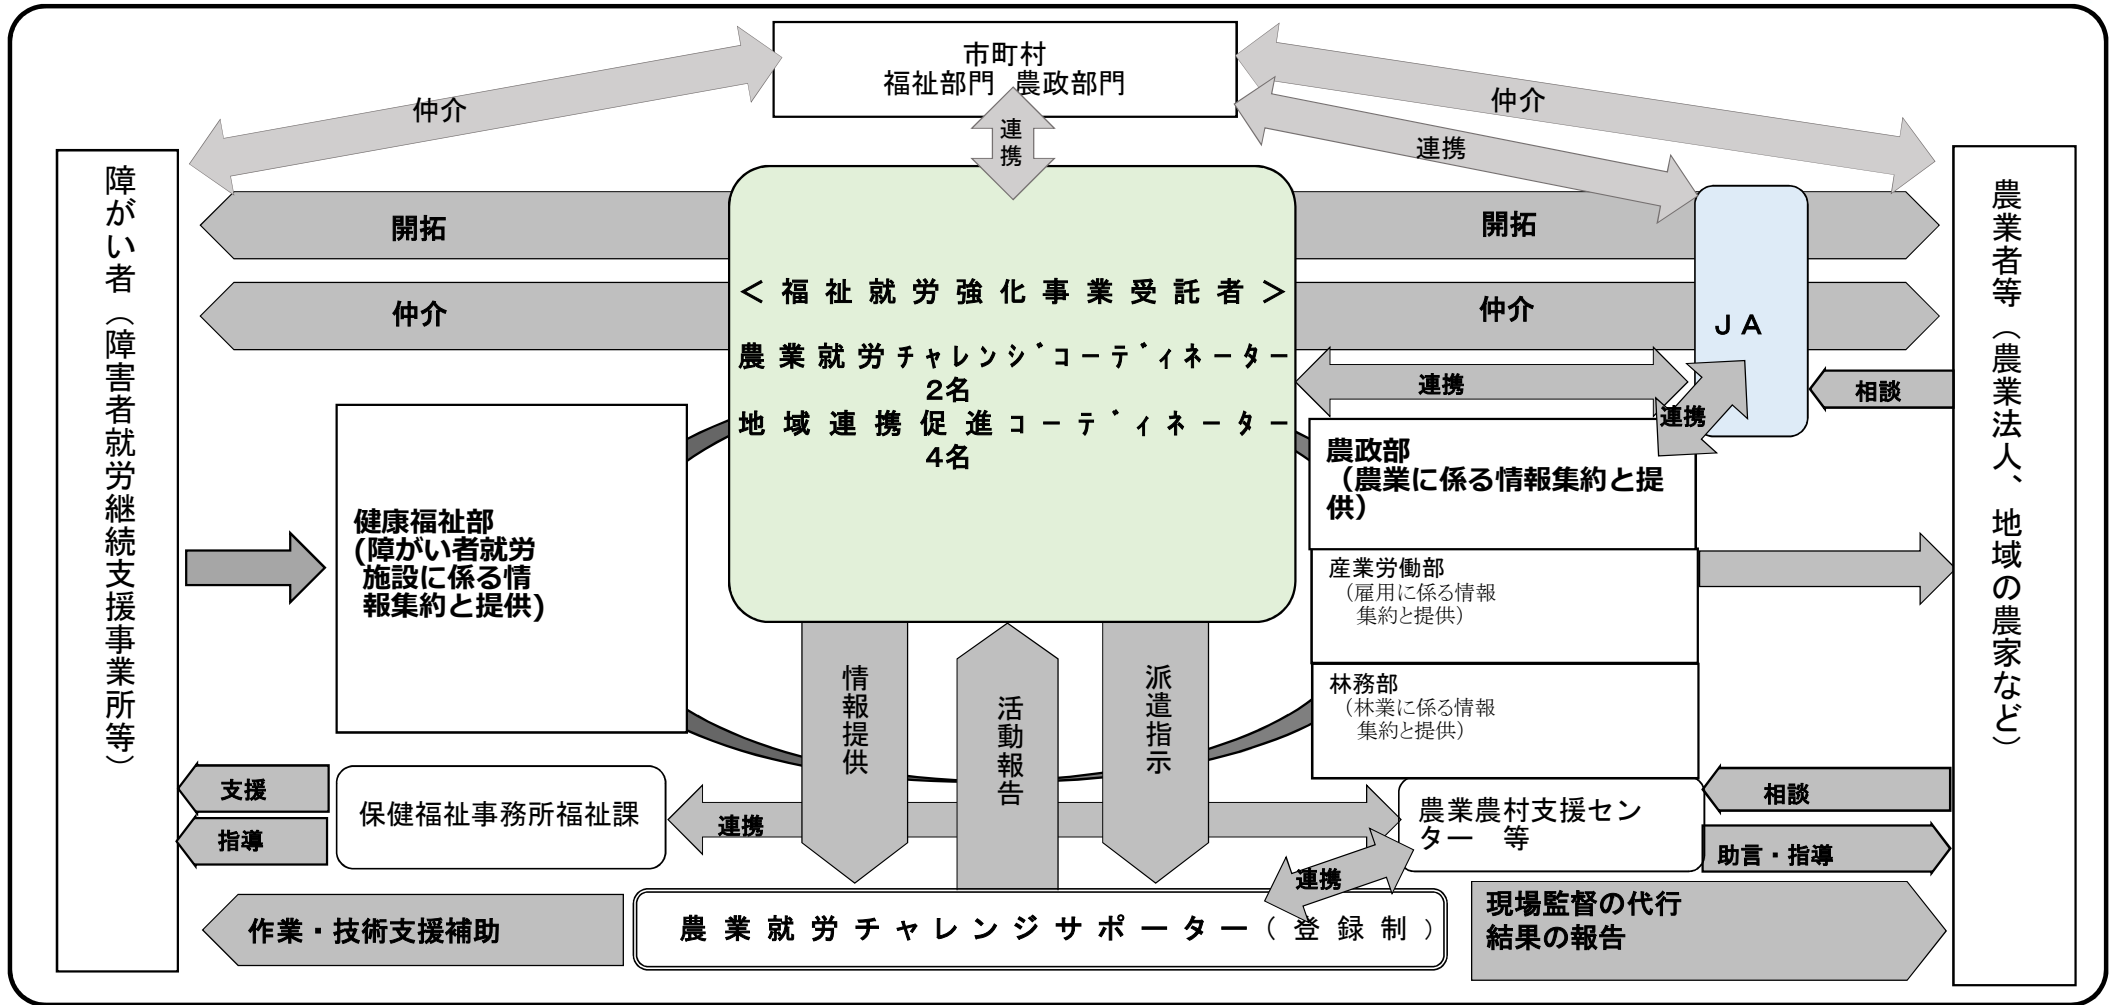 市町村
福祉部門 農政部門
仲介
仲介
連携
連携
障がい者(障害者就労継続支援事業所等)
農業者等(農業法人、地域の農家など)
開拓
開拓
仲介
仲介
<福祉就労強化事業受託者>
農業就労チャレンジコーディネーター
2名
地域連携促進コーディネーター
4名
JA
連携
連携
相談
健康福祉部
(障がい者就労
施設に係る情
報集約と提供)
農政部
(農業に係る情報集約と提
供)
産業労働部
(雇用に係る情報
集約と提供)
林務部
(林業に係る情報
集約と提供)
情報提供
活動報告
派遣指示
支援
指導
保健福祉事務所福祉課
連携
農業農村支援セン
ター 等
相談
助言・指導
連携
作業・技術支援補助
農業就労チャレンジサポーター(登録制)
現場監督の代行
結果の報告